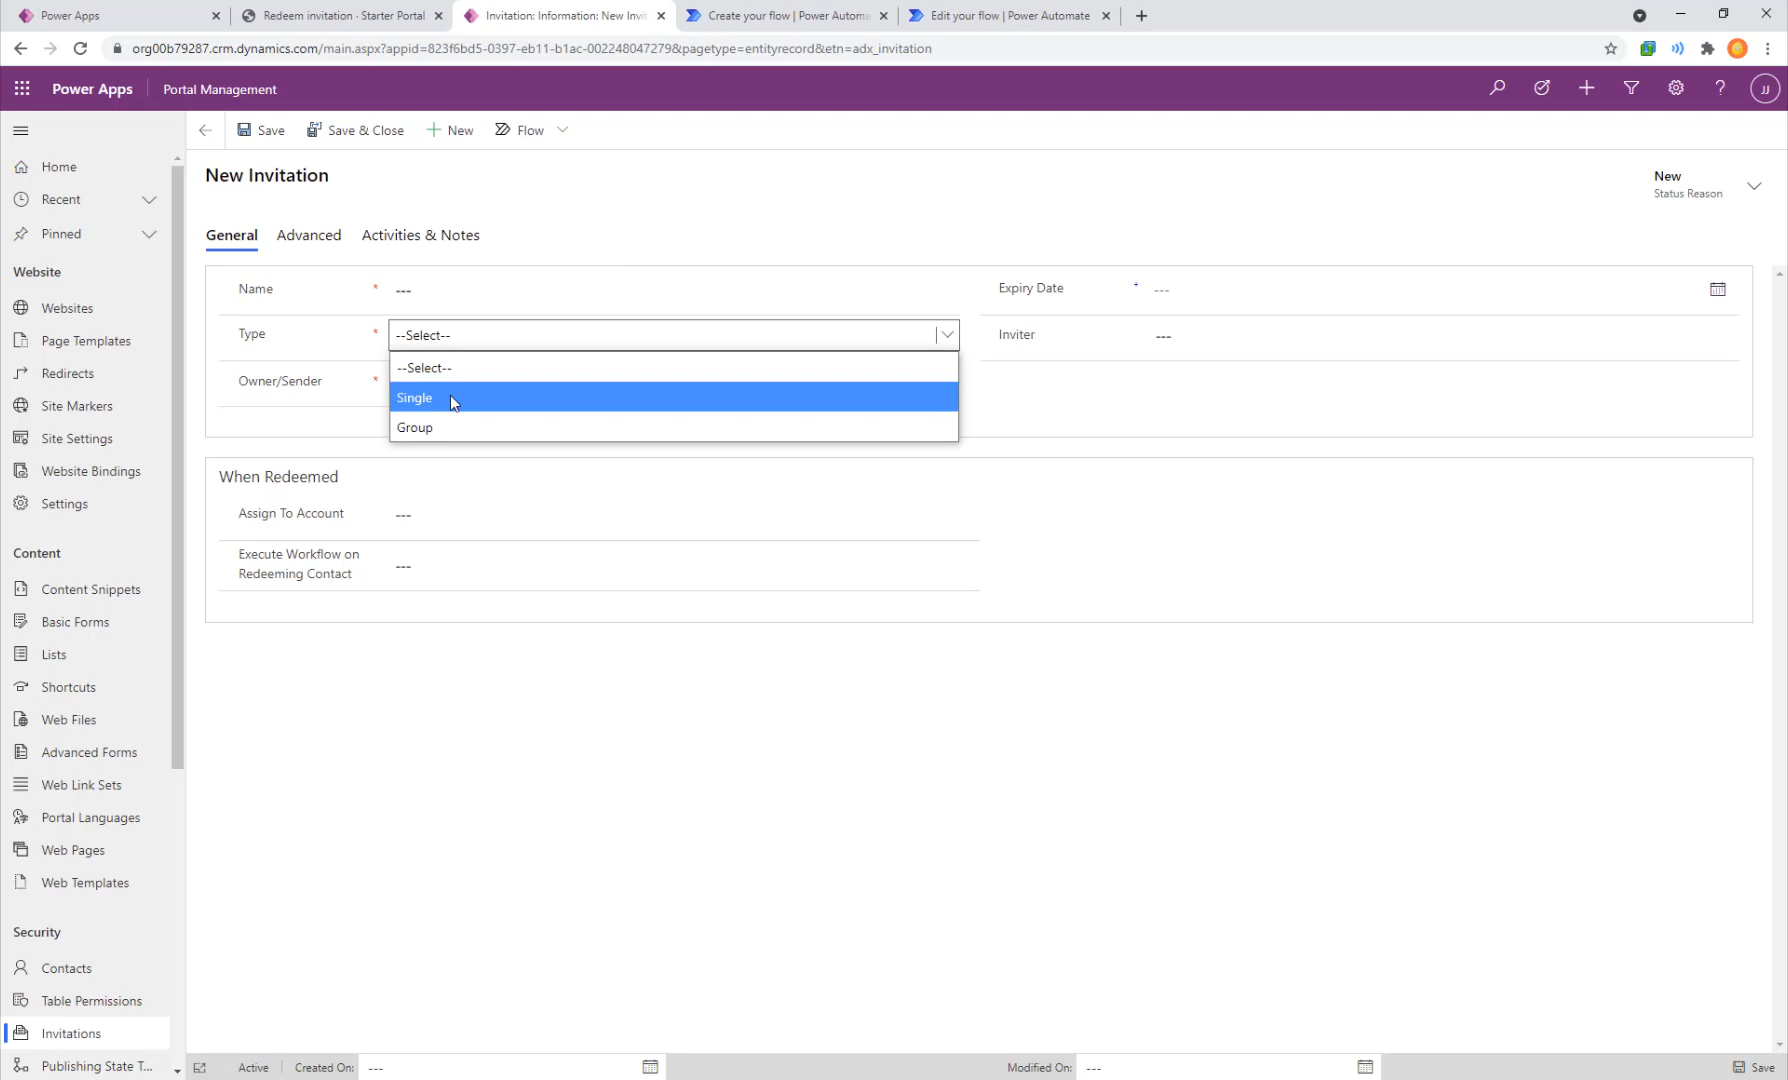 Power Apps
Redeem invitation · Starter Portal
Invitation: Information: New Invit
Create your flow | Power Automa
Edit your flow | Power Automate
org00b79287.crm.dynamics.com/main.aspx?appid=823f6bd5-0397-eb11-b1ac-002248047279&pagetype=entityrecord&etn=adx_invitation
Power Apps
Portal Management
JJ
Save
Save & Close
New
Flow
Home
Recent
Pinned
Website
Websites
Page Templates
Redirects
Site Markers
Site Settings
Website Bindings
Settings
Content
Content Snippets
Basic Forms
Lists
Shortcuts
Web Files
Advanced Forms
Web Link Sets
Portal Languages
Web Pages
Web Templates
Security
Contacts
Table Permissions
Invitations
Publishing State T...
New Invitation
New
Status Reason
General
Advanced
Activities & Notes
Name * ---
Expiry Date + ---
Type * --Select--
Inviter ---
--Select--
Single
Group
Owner/Sender *
When Redeemed
Assign To Account ---
Execute Workflow on
Redeeming Contact ---
Active
Created On: ---
Modified On: ---
Save